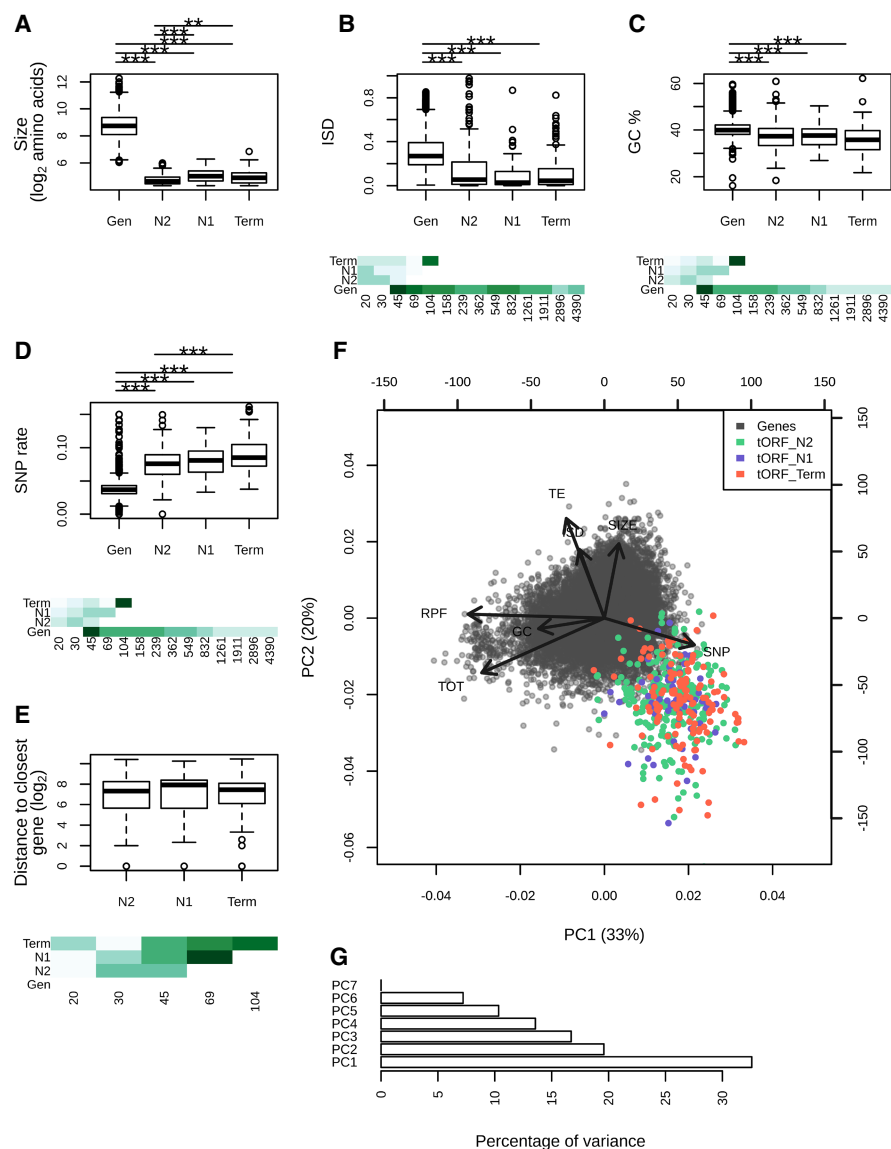 A
**
***
***
***
***
Size
(log2 amino acids)
12
10
8
6
Gen N2 N1 Term
B
***
***
***
ISD
0.8
0.4
0.0
Gen N2 N1 Term
Term
N1
N2
Gen
20 30 45 69 104 158 239 362 549 832 1261 1911 2896 4390
C
***
***
***
GC %
60
40
20
Gen N2 N1 Term
Term
N1
N2
Gen
20 30 45 69 104 158 239 362 549 832 1261 1911 2896 4390
D
***
***
***
***
SNP rate
0.10
0.00
Gen N2 N1 Term
Term
N1
N2
Gen
20 30 45 69 104 158 239 362 549 832 1261 1911 2896 4390
E
Distance to closest
gene (log2)
8
6
4
2
0
N2 N1 Term
Term
N1
N2
Gen
20 30 45 69 104
F
-150 -100 -50 0 50 100 150
Genes
tORF_N2
tORF_N1
tORF_Term
PC2 (20%)
0.04
0.02
0.00
-0.02
-0.04
-0.06
150
100
50
0
-50
-100
-150
TE
ISD
SIZE
RPF
GC
TOT
SNP
-0.04 -0.02 0.00 0.02 0.04
PC1 (33%)
G
PC7
PC6
PC5
PC4
PC3
PC2
PC1
0 5 10 15 20 25 30
Percentage of variance